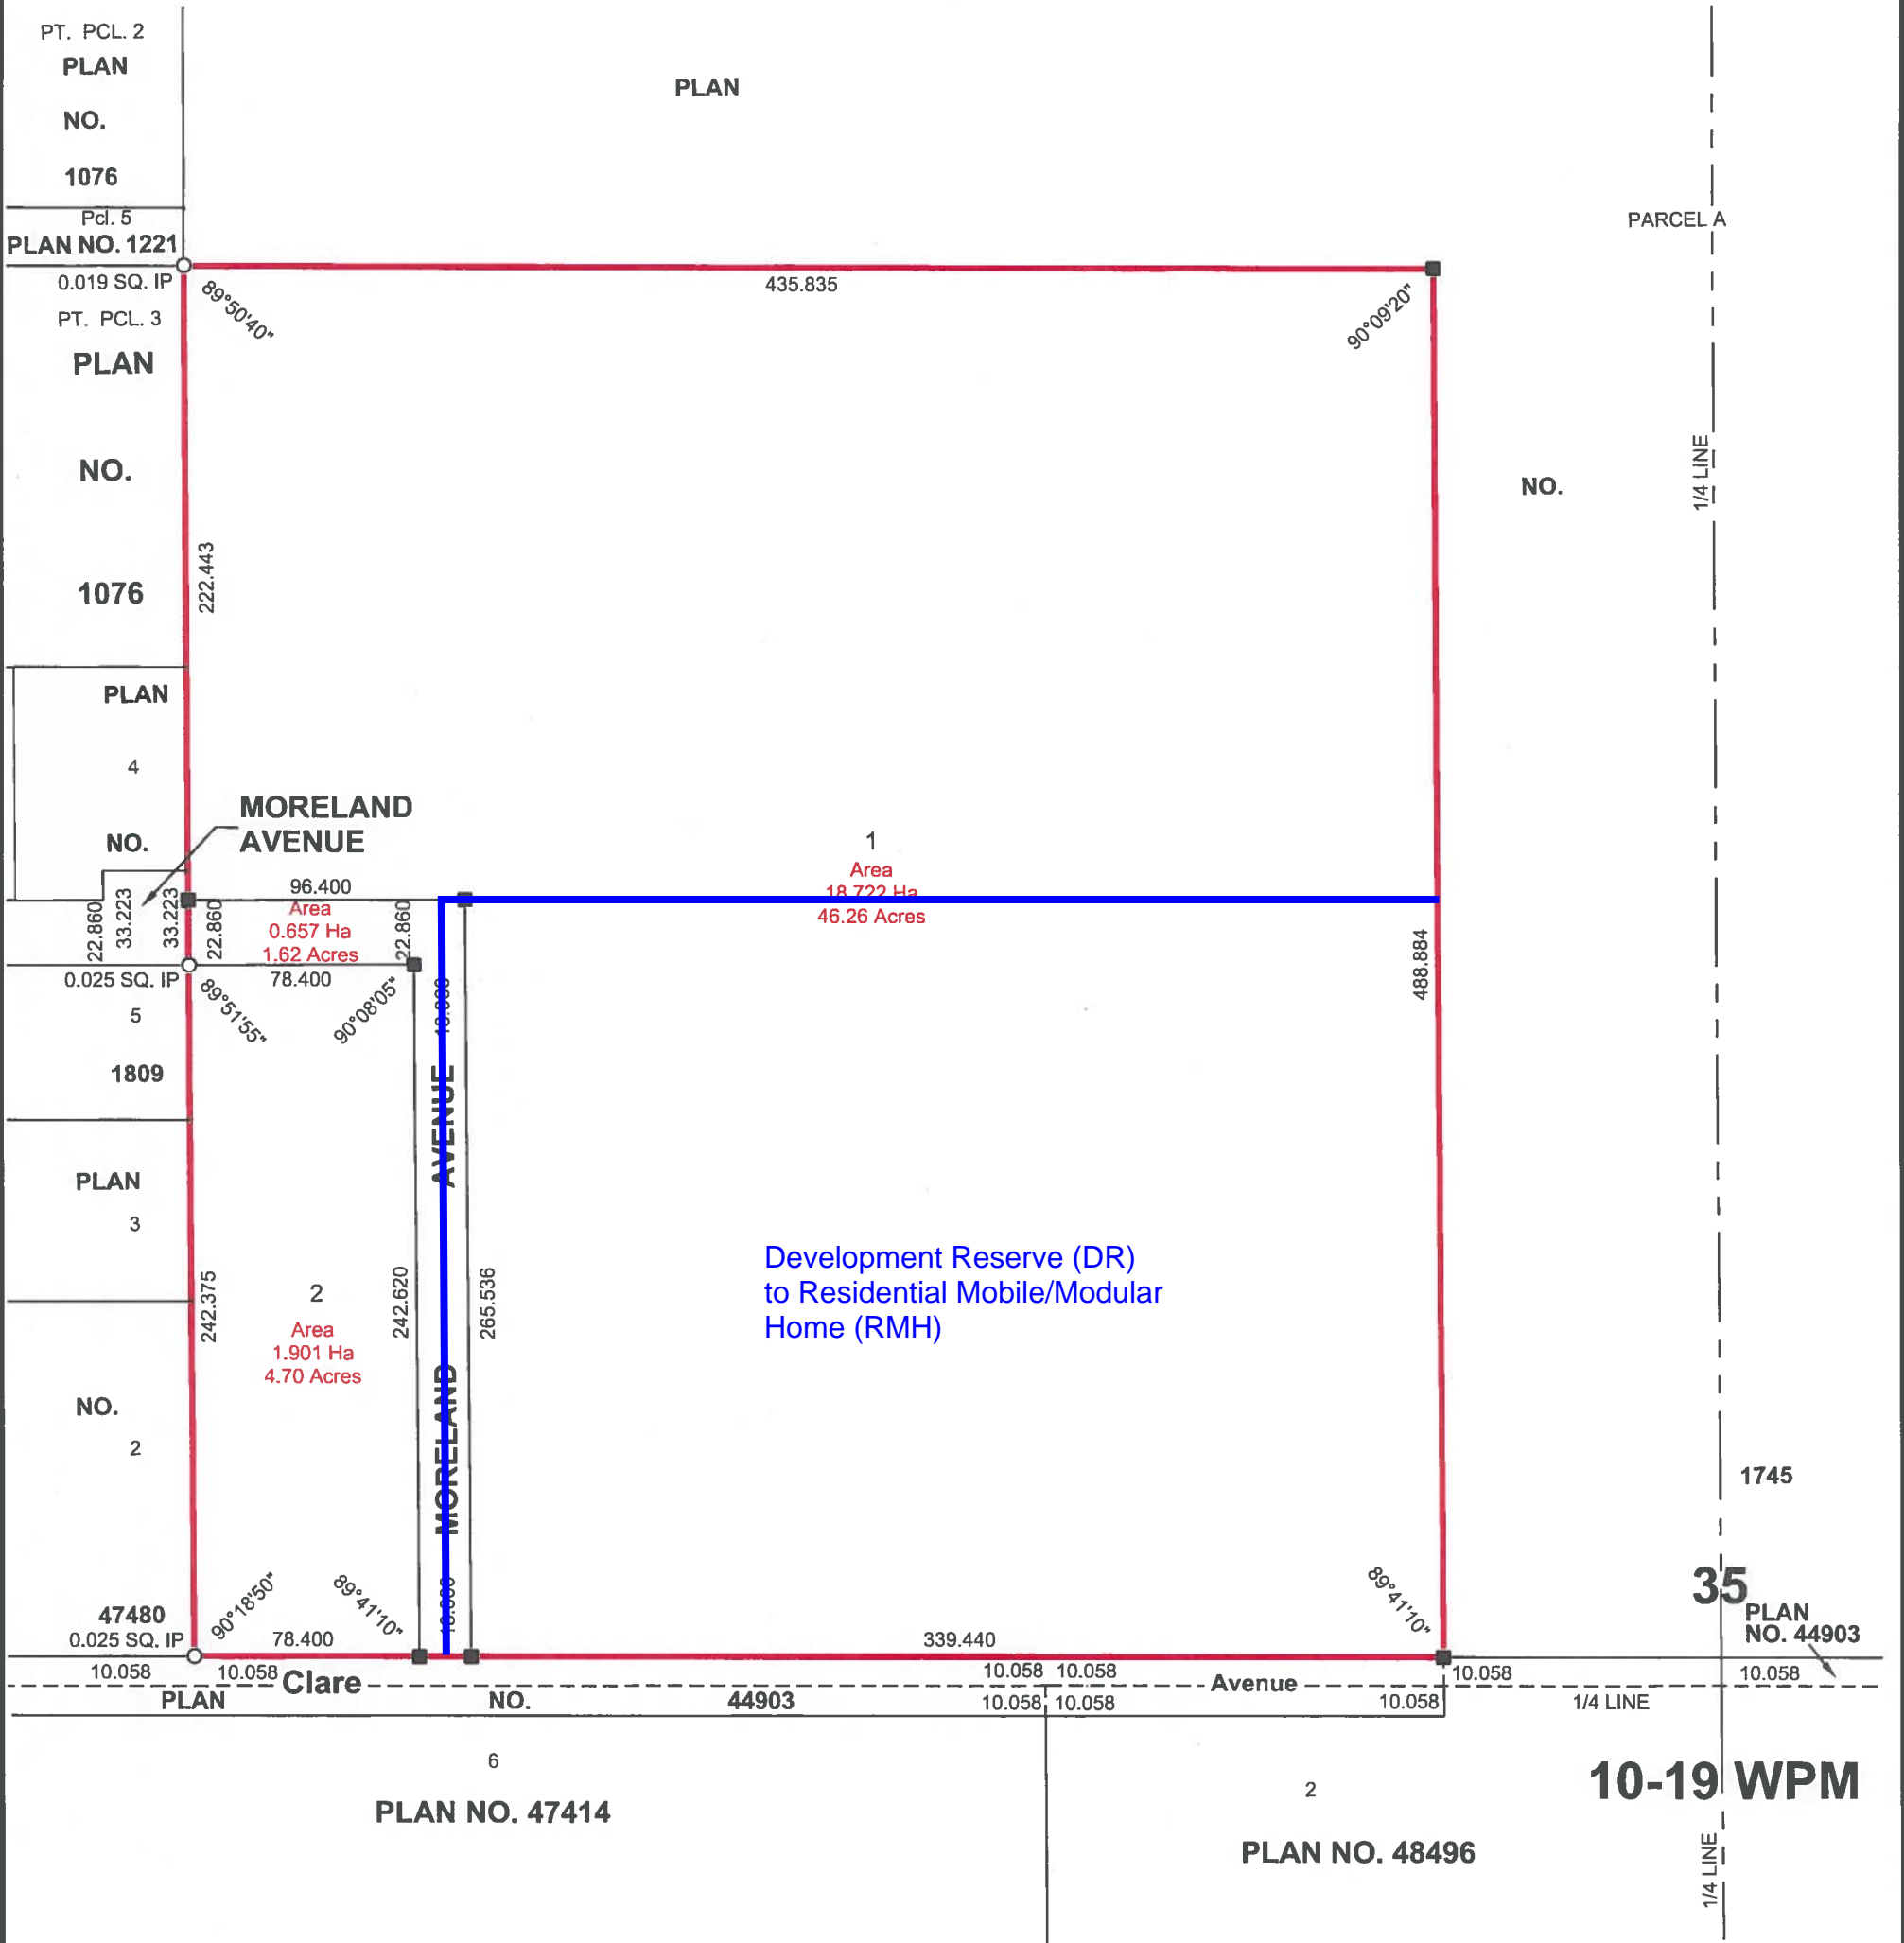 PT. PCL. 2
PLAN
NO.
1076
PLAN
Pcl. 5
PLAN NO. 1221
PARCEL A
0.019 SQ. IP
435.835
89°50'40"
90°09'20"
PT. PCL. 3
PLAN
NO.
1076
222.443
NO.
1/4 LINE
PLAN
4
NO.
MORELAND
AVENUE
1
Area
18.722 Ha
46.26 Acres
96.400
22.860
33.223
33.223
22.860
Area
0.657 Ha
1.62 Acres
22.860
488.884
0.025 SQ. IP
78.400
89°51'55"
90°08'05"
5
1809
MORELAND AVENUE
PLAN
3
242.375
2
Area
1.901 Ha
4.70 Acres
242.620
265.536
Development Reserve (DR)
to Residential Mobile/Modular
Home (RMH)
NO.
2
1745
35
PLAN
NO. 44903
47480
0.025 SQ. IP
90°18'50"
89°41'10"
78.400
339.440
89°41'10"
10.058
10.058
10.058
10.058
10.058
10.058
Clare
Avenue
PLAN
NO.
44903
10.058
10.058
10.058
1/4 LINE
6
PLAN NO. 47414
2
PLAN NO. 48496
10-19 WPM
1/4 LINE